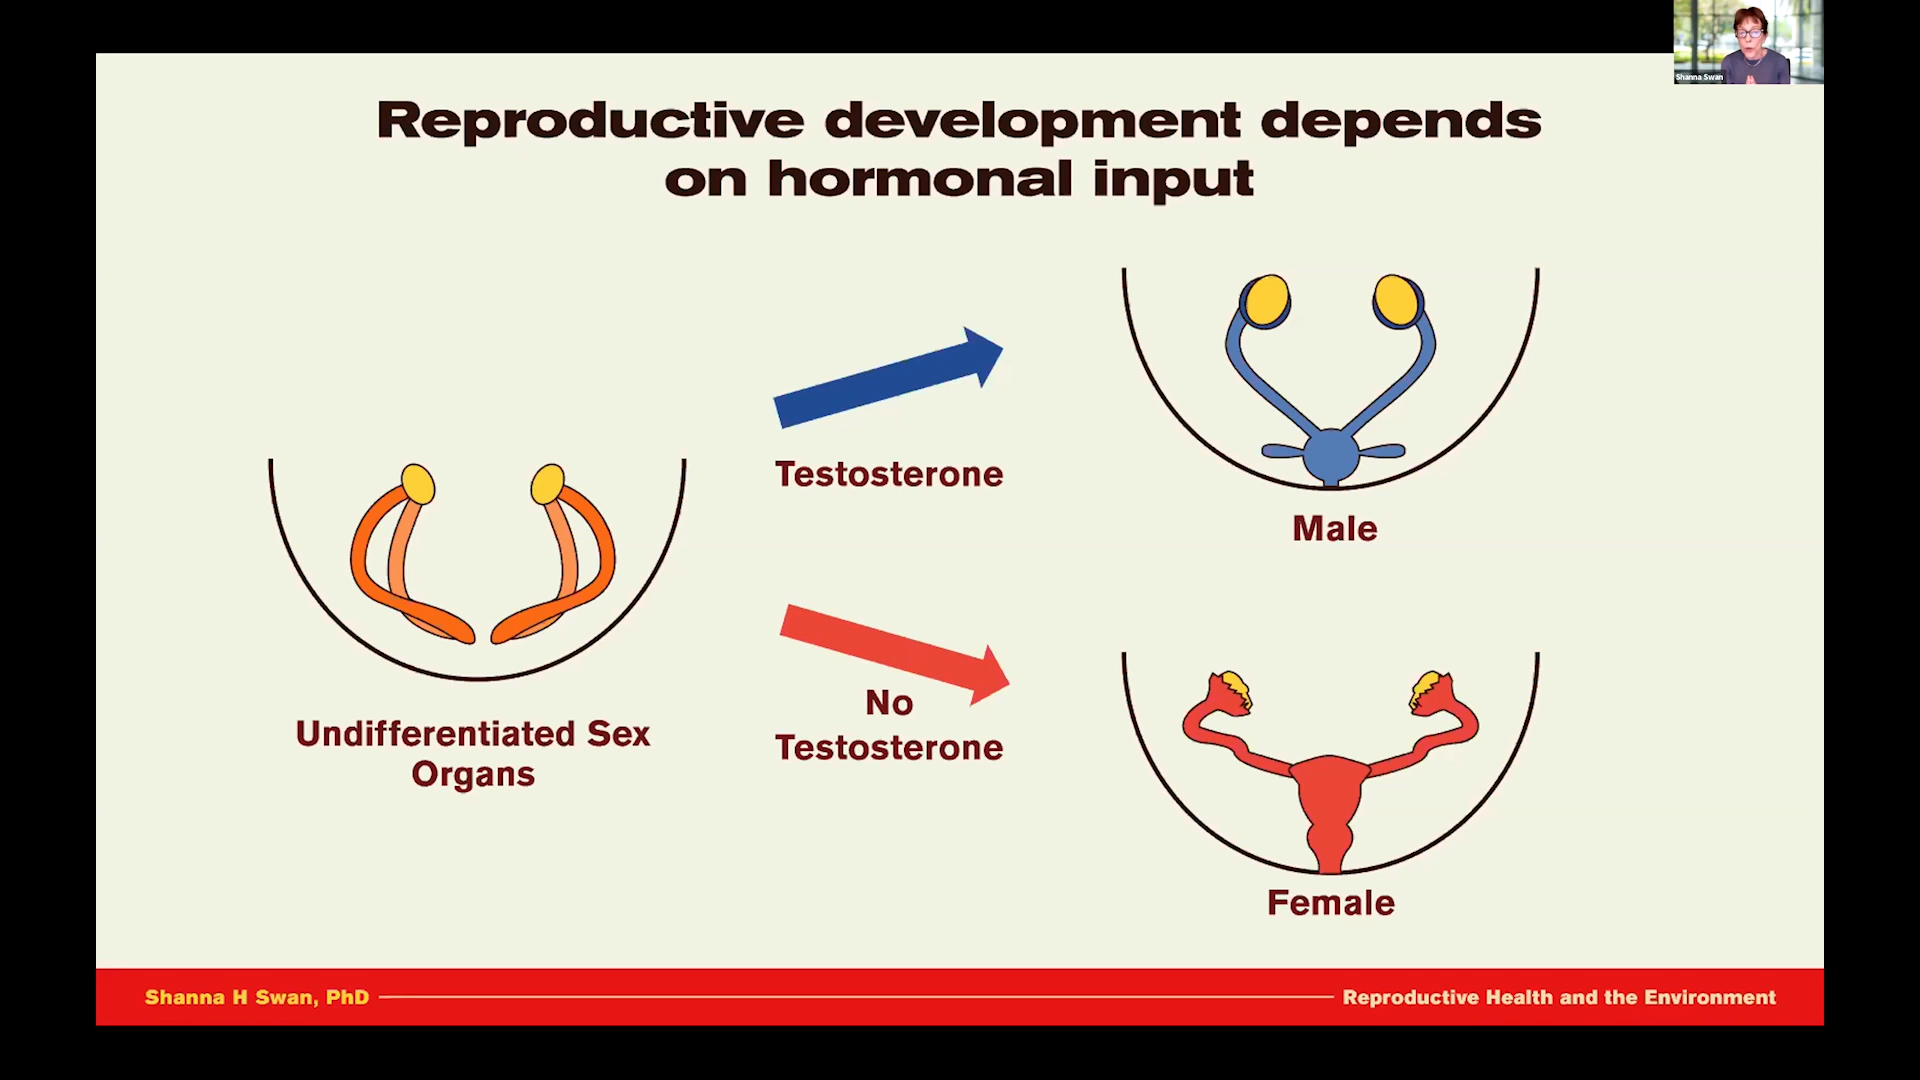 Shanna Swan
Reproductive development depends
on hormonal input
Testosterone
Male
Undifferentiated Sex
Organs
No
Testosterone
Female
Shanna H Swan, PhD
Reproductive Health and the Environment